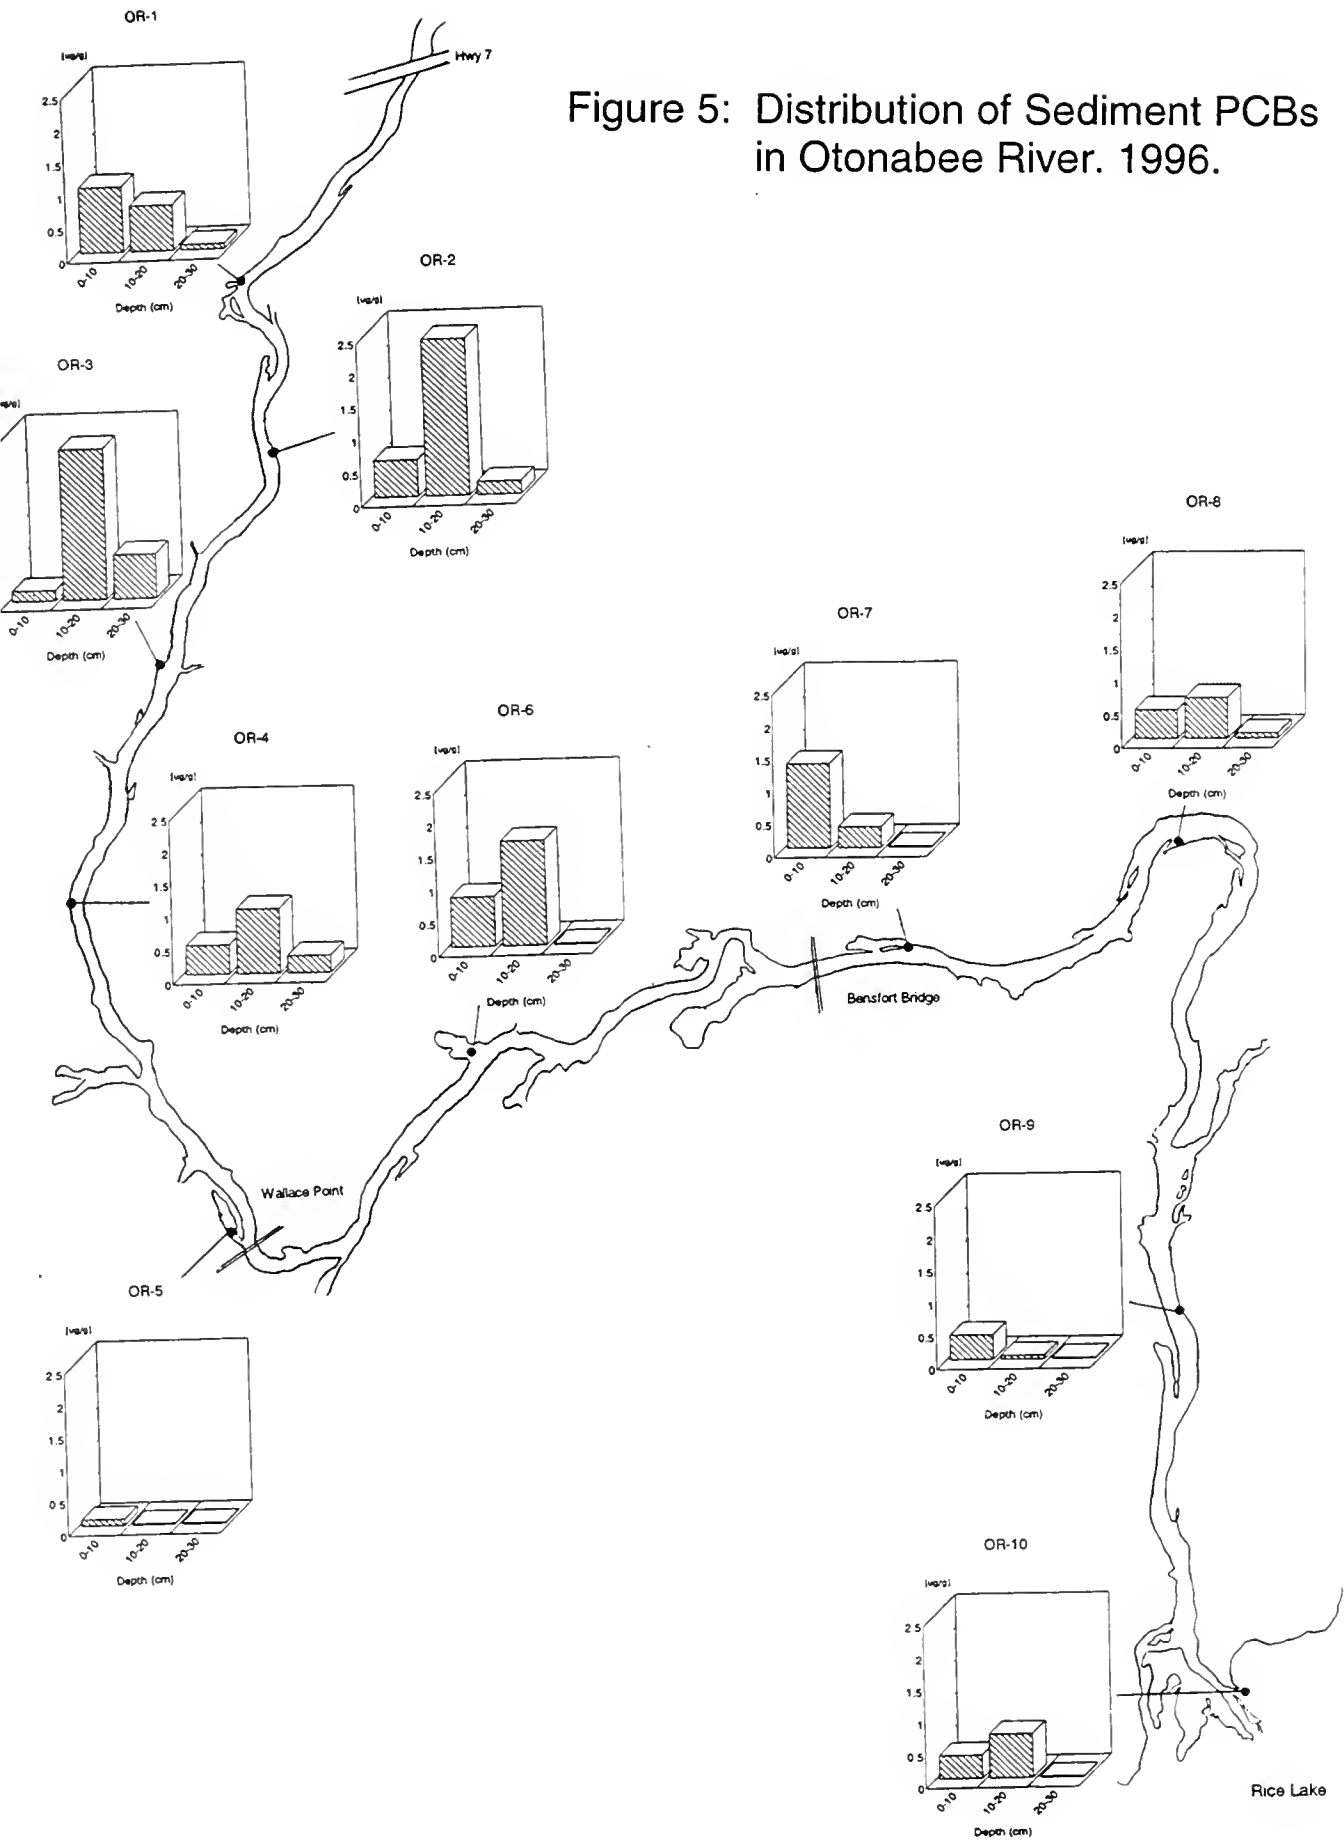 Figure 5: Distribution of Sediment PCBs
in Otonabee River. 1996.
Hwy 7
OR-1
[ug/g]
2.5
2
1.5
1
0.5
0
0-10
10-20
20-30
Depth (cm)
OR-2
[ug/g]
2.5
2
1.5
1
0.5
0
0-10
10-20
20-30
Depth (cm)
OR-3
ug/g]
0-10
10-20
20-30
Depth (cm)
OR-4
[ug/g]
2.5
2
1.5
1
0.5
0
0-10
10-20
20-30
Depth (cm)
OR-6
[ug/g]
2.5
2
1.5
1
0.5
0
0-10
10-20
20-30
Depth (cm)
OR-7
[ug/g]
2.5
2
1.5
1
0.5
0
0-10
10-20
20-30
Depth (cm)
OR-8
[ug/g]
2.5
2
1.5
1
0.5
0
0-10
10-20
20-30
Depth (cm)
Bensfort Bridge
Wallace Point
OR-5
[ug/g]
2.5
2
1.5
1
0.5
0
0-10
10-20
20-30
Depth (cm)
OR-9
[ug/g]
2.5
2
1.5
1
0.5
0
0-10
10-20
20-30
Depth (cm)
OR-10
[ug/g]
2.5
2
1.5
1
0.5
0
0-10
10-20
20-30
Depth (cm)
Rice Lake